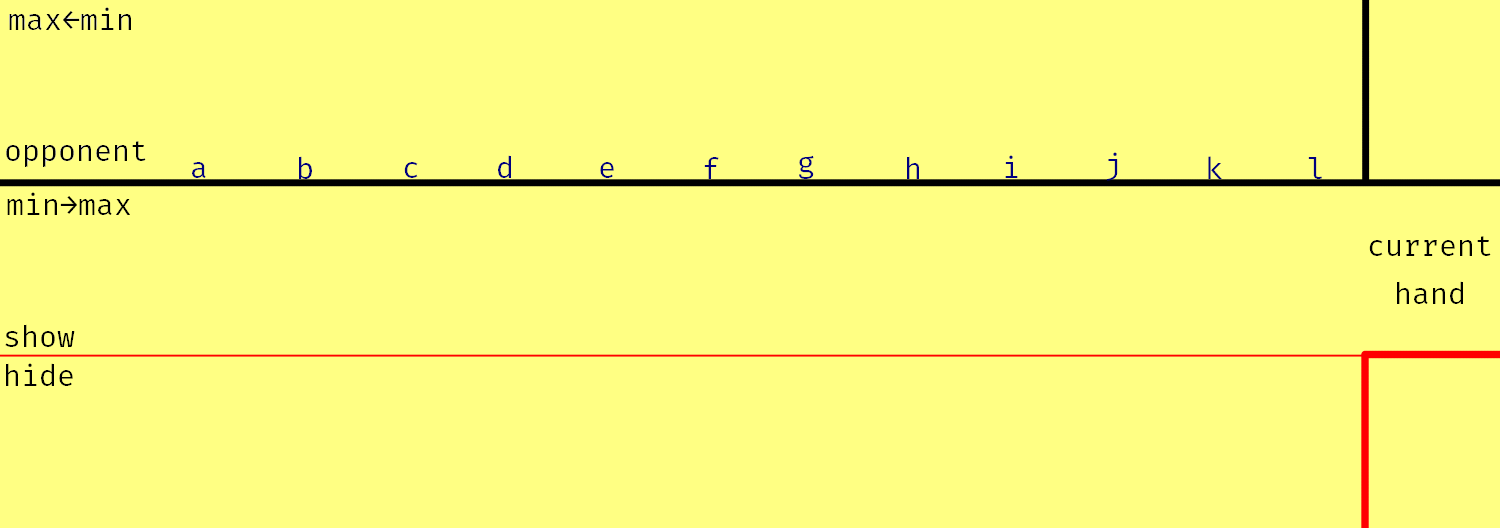 max←min
opponent
a b c d e f g h i j k l
min→max
current
hand
show
hide